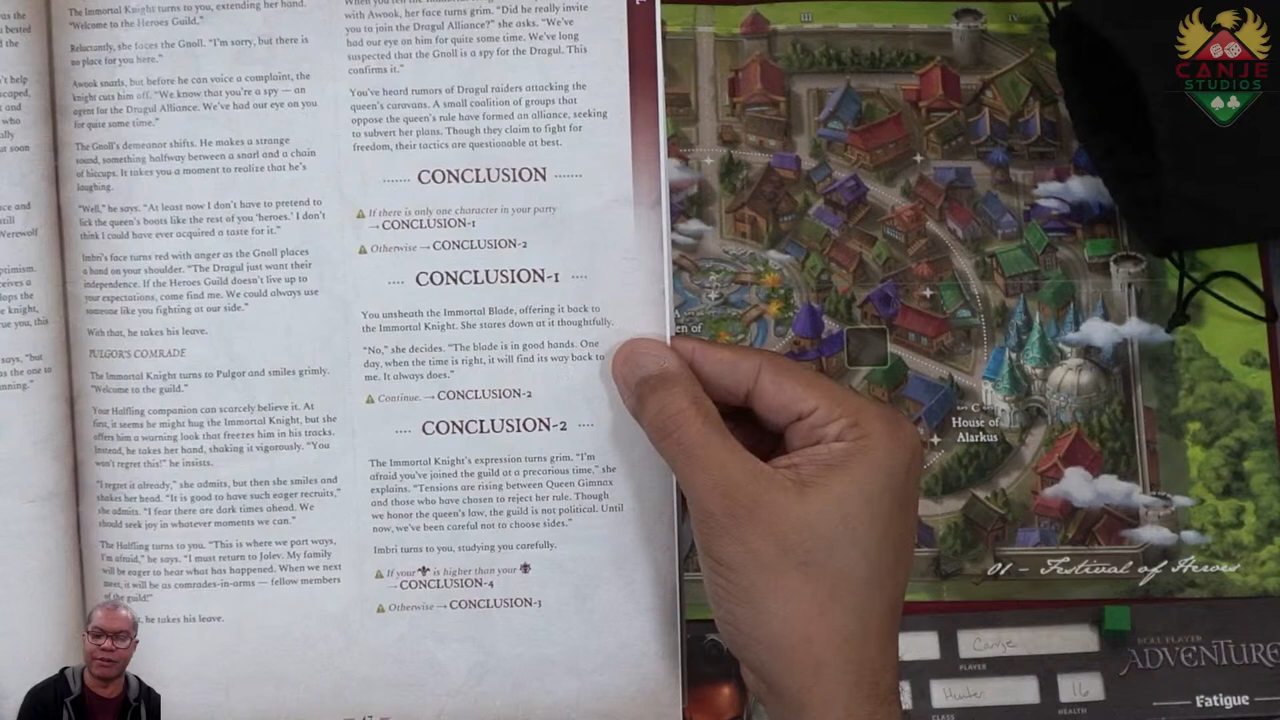 The Immortal Knight turns to you, extending her hand.
"Welcome to the Heroes Guild."
Reluctantly, she faces the Gnoll. "I'm sorry, but there is
no place for you here."
Awook snarls, but before he can voice a complaint, the
knight cuts him off. "We know that you're a spy — an
agent for the Dragul Alliance. We've had our eye on you
for quite some time."
The Gnoll's demeanor shifts. He makes a strange
sound, something halfway between a snarl and a chain
of hiccups. It takes you a moment to realize that he's
laughing.
"Well," he says. "At least now I don't have to pretend to
lick the queen's boots like the rest of you 'heroes.' I don't
think I could have ever acquired a taste for it."
Imbri's face turns red with anger as the Gnoll places
a hand on your shoulder. "The Dragul just want their
independence. If the Heroes Guild doesn't live up to
your expectations, come find me. We could always use
someone like you fighting at our side."
With that, he takes his leave.
PULGOR'S COMRADE
The Immortal Knight turns to Pulgor and smiles grimly.
"Welcome to the guild."
Your Halfling companion can scarcely believe it. At
first, it seems he might hug the Immortal Knight, but she
offers him a warning look that freezes him in his tracks.
Instead, he takes her hand, shaking it vigorously. "You
won't regret this!" he insists.
"I regret it already," she admits, but then she smiles and
shakes her head. "It is good to have such eager recruits,"
she admits. "I fear there are dark times ahead. We
should seek joy in whatever moments we can."
The Halfling turns to you. "This is where we part ways,
I'm afraid," he says. "I must return to Jolev. My family
will be eager to hear what has happened. When we next
meet, it will be as comrades-in-arms — fellow members
of the guild!"
he takes his leave.
with Awook, her face turns grim. "Did he really invite
you to join the Dragul Alliance?" she asks. "We've
had our eye on him for quite some time. We've long
suspected that the Gnoll is a spy for the Dragul. This
confirms it."
You've heard rumors of Dragul raiders attacking the
queen's caravans. A small coalition of groups that
oppose the queen's rule have formed an alliance, seeking
to subvert her plans. Though they claim to fight for
freedom, their tactics are questionable at best.
CONCLUSION
If there is only one character in your party
→ CONCLUSION-1
Otherwise → CONCLUSION-2
CONCLUSION-1
You unsheath the Immortal Blade, offering it back to
the Immortal Knight. She stares down at it thoughtfully.
"No," she decides. "The blade is in good hands. One
day, when the time is right, it will find its way back to
me. It always does."
Continue. → CONCLUSION-2
CONCLUSION-2
The Immortal Knight's expression turns grim. "I'm
afraid you've joined the guild at a precarious time," she
explains. "Tensions are rising between Queen Gimnax
and those who have chosen to reject her rule. Though
we honor the queen's law, the guild is not political. Until
now, we've been careful not to choose sides."
Imbri turns to you, studying you carefully.
If your is higher than your
→ CONCLUSION-4
Otherwise → CONCLUSION-3
47
III
IV
en of
C
House of
Alarkus
01 - Festival of Heroes
Canje
PLAYER
Hunter
CLASS
16
HEALTH
ROLL PLAYER
ADVENTURE
Fatigue
CANJE
STUDIOS